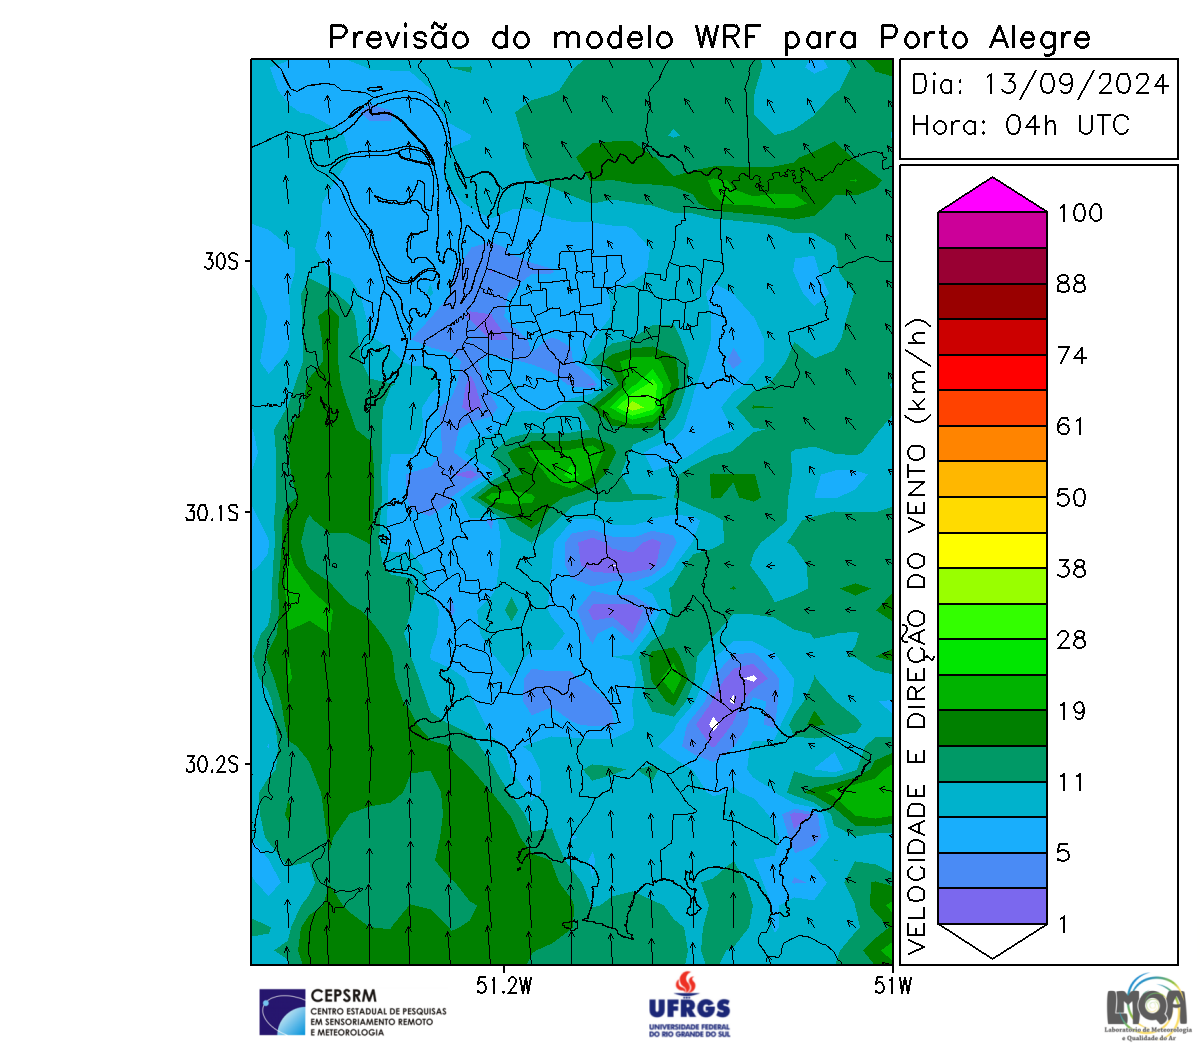 Previsão do modelo WRF para Porto Alegre
Dia: 13/09/2024
Hora: 04h UTC
30S
30.1S
30.2S
51.2W
51W
VELOCIDADE E DIREÇÃO DO VENTO (km/h)
100
88
74
61
50
38
28
19
11
5
1
CEPSRM
CENTRO ESTADUAL DE PESQUISAS
EM SENSORIAMENTO REMOTO
E METEOROLOGIA
UFRGS
UNIVERSIDADE FEDERAL
DO RIO GRANDE DO SUL
LMQA
Laboratório de Meteorologia
e Qualidade do Ar